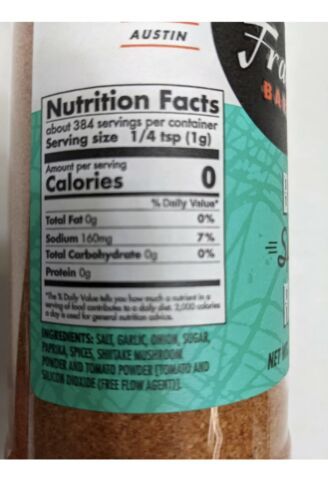 AUSTIN
Fra
BA
Nutrition Facts
about 384 servings per container
Serving size 1/4 tsp (1g)
Amount per serving
Calories 0
% Daily Value*
Total Fat 0g 0%
Sodium 160mg 7%
Total Carbohydrate 0g 0%
Protein 0g
*The % Daily Value tells you how much a nutrient in a
serving of food contributes to a daily diet. 2,000 calories
a day is used for general nutrition advice.
INGREDIENTS: SALT, GARLIC, ONION, SUGAR,
PAPRIKA, SPICES, SHIITAKE MUSHROOM
POWDER AND TOMATO POWDER [TOMATO AND
SILICON DIOXIDE (FREE FLOW AGENT)].
NET